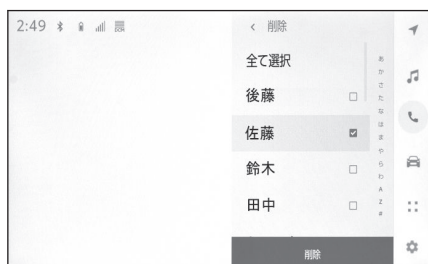 2:49
< 削除
全て選択
後藤
佐藤
鈴木
田中
削除
あ
か
さ
た
な
は
ま
や
ら
わ
A
Z
#